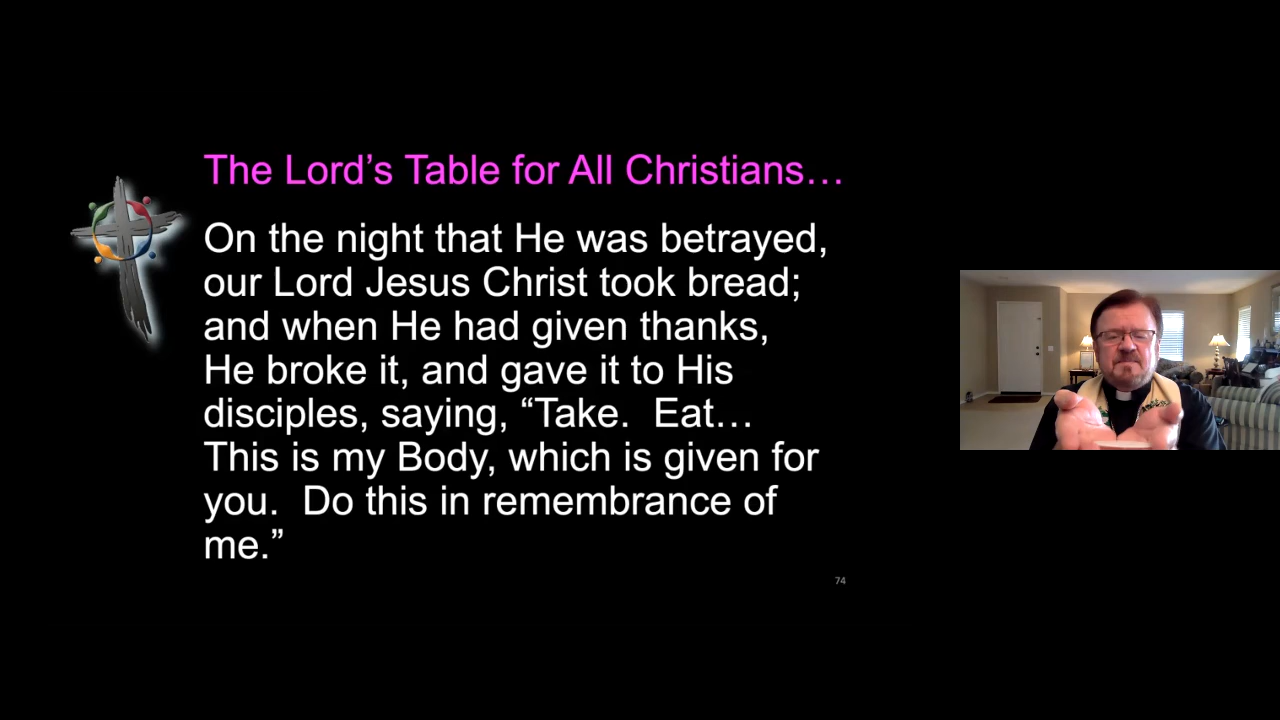 The Lord’s Table for All Christians…
On the night that He was betrayed,
our Lord Jesus Christ took bread;
and when He had given thanks,
He broke it, and gave it to His
disciples, saying, “Take.  Eat…
This is my Body, which is given for
you.  Do this in remembrance of
me.”
74